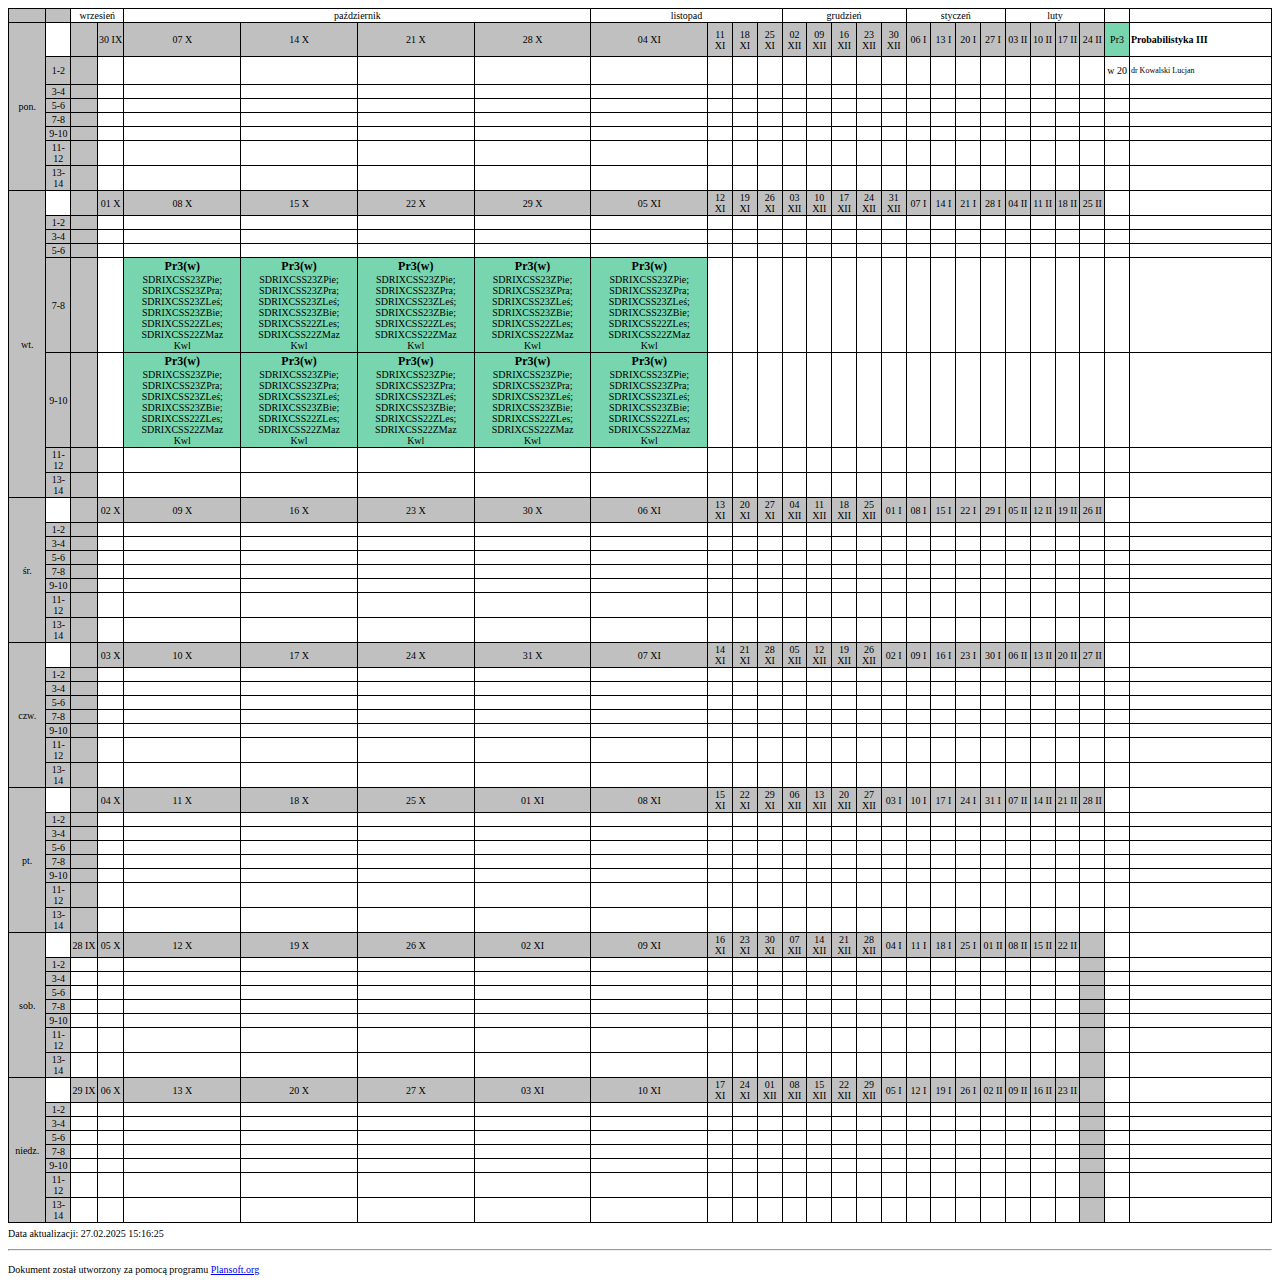 wrzesień październik listopad grudzień styczeń luty
pon. 30 IX 07 X 14 X 21 X 28 X 04 XI 11 XI 18 XI 25 XI 02 XII 09 XII 16 XII 23 XII 30 XII 06 I 13 I 20 I 27 I 03 II 10 II 17 II 24 II Pr3 Probabilistyka III
1-2 w 20 dr Kowalski Lucjan
3-4
5-6
7-8
9-10
11-12
13-14
wt. 01 X 08 X 15 X 22 X 29 X 05 XI 12 XI 19 XI 26 XI 03 XII 10 XII 17 XII 24 XII 31 XII 07 I 14 I 21 I 28 I 04 II 11 II 18 II 25 II
1-2
3-4
5-6
7-8
Pr3(w) Pr3(w) Pr3(w) Pr3(w) Pr3(w)
SDRIXCSS23ZPie; SDRIXCSS23ZPie; SDRIXCSS23ZPie; SDRIXCSS23ZPie; SDRIXCSS23ZPie;
SDRIXCSS23ZPra; SDRIXCSS23ZPra; SDRIXCSS23ZPra; SDRIXCSS23ZPra; SDRIXCSS23ZPra;
SDRIXCSS23ZLeś; SDRIXCSS23ZLeś; SDRIXCSS23ZLeś; SDRIXCSS23ZLeś; SDRIXCSS23ZLeś;
SDRIXCSS23ZBie; SDRIXCSS23ZBie; SDRIXCSS23ZBie; SDRIXCSS23ZBie; SDRIXCSS23ZBie;
SDRIXCSS22ZLes; SDRIXCSS22ZLes; SDRIXCSS22ZLes; SDRIXCSS22ZLes; SDRIXCSS22ZLes;
SDRIXCSS22ZMaz SDRIXCSS22ZMaz SDRIXCSS22ZMaz SDRIXCSS22ZMaz SDRIXCSS22ZMaz
Kwl Kwl Kwl Kwl Kwl
9-10
Pr3(w) Pr3(w) Pr3(w) Pr3(w) Pr3(w)
SDRIXCSS23ZPie; SDRIXCSS23ZPie; SDRIXCSS23ZPie; SDRIXCSS23ZPie; SDRIXCSS23ZPie;
SDRIXCSS23ZPra; SDRIXCSS23ZPra; SDRIXCSS23ZPra; SDRIXCSS23ZPra; SDRIXCSS23ZPra;
SDRIXCSS23ZLeś; SDRIXCSS23ZLeś; SDRIXCSS23ZLeś; SDRIXCSS23ZLeś; SDRIXCSS23ZLeś;
SDRIXCSS23ZBie; SDRIXCSS23ZBie; SDRIXCSS23ZBie; SDRIXCSS23ZBie; SDRIXCSS23ZBie;
SDRIXCSS22ZLes; SDRIXCSS22ZLes; SDRIXCSS22ZLes; SDRIXCSS22ZLes; SDRIXCSS22ZLes;
SDRIXCSS22ZMaz SDRIXCSS22ZMaz SDRIXCSS22ZMaz SDRIXCSS22ZMaz SDRIXCSS22ZMaz
Kwl Kwl Kwl Kwl Kwl
11-12
13-14
śr. 02 X 09 X 16 X 23 X 30 X 06 XI 13 XI 20 XI 27 XI 04 XII 11 XII 18 XII 25 XII 01 I 08 I 15 I 22 I 29 I 05 II 12 II 19 II 26 II
1-2
3-4
5-6
7-8
9-10
11-12
13-14
czw. 03 X 10 X 17 X 24 X 31 X 07 XI 14 XI 21 XI 28 XI 05 XII 12 XII 19 XII 26 XII 02 I 09 I 16 I 23 I 30 I 06 II 13 II 20 II 27 II
1-2
3-4
5-6
7-8
9-10
11-12
13-14
pt. 04 X 11 X 18 X 25 X 01 XI 08 XI 15 XI 22 XI 29 XI 06 XII 13 XII 20 XII 27 XII 03 I 10 I 17 I 24 I 31 I 07 II 14 II 21 II 28 II
1-2
3-4
5-6
7-8
9-10
11-12
13-14
sob. 28 IX 05 X 12 X 19 X 26 X 02 XI 09 XI 16 XI 23 XI 30 XI 07 XII 14 XII 21 XII 28 XII 04 I 11 I 18 I 25 I 01 II 08 II 15 II 22 II
1-2
3-4
5-6
7-8
9-10
11-12
13-14
niedz. 29 IX 06 X 13 X 20 X 27 X 03 XI 10 XI 17 XI 24 XI 01 XII 08 XII 15 XII 22 XII 29 XII 05 I 12 I 19 I 26 I 02 II 09 II 16 II 23 II
1-2
3-4
5-6
7-8
9-10
11-12
13-14
Data aktualizacji: 27.02.2025 15:16:25
Dokument został utworzony za pomocą programu Plansoft.org